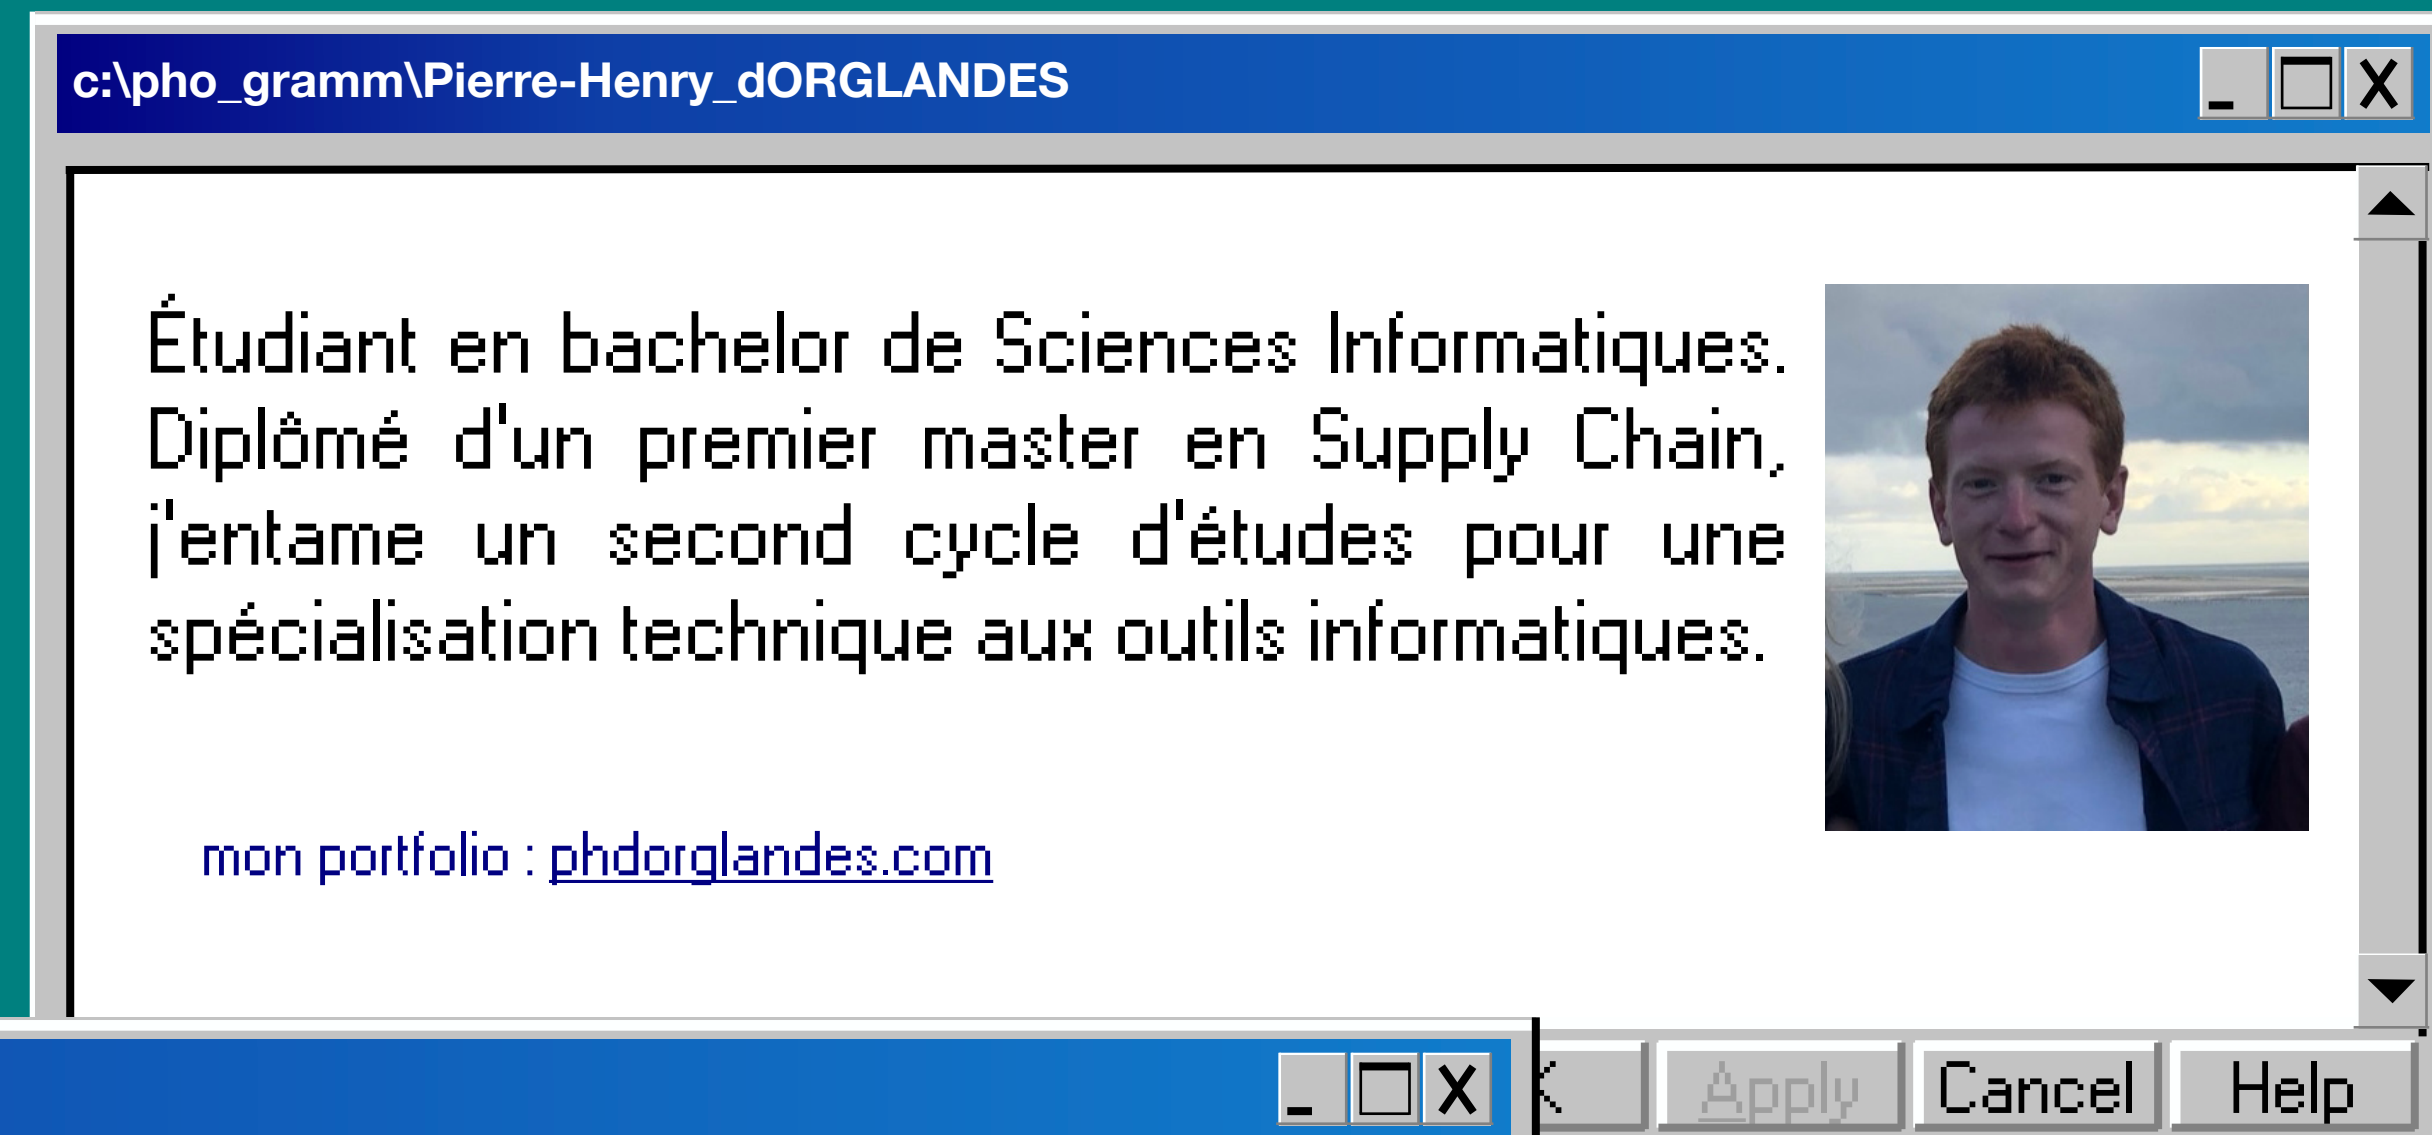 c:\pho_gramm\Pierre-Henry_dORGLANDES
Étudiant en bachelor de Sciences Informatiques.
Diplômé d'un premier master en Supply Chain,
j'entame un second cycle d'études pour une
spécialisation technique aux outils informatiques.
mon portfolio : phdorglandes.com
Apply Cancel Help